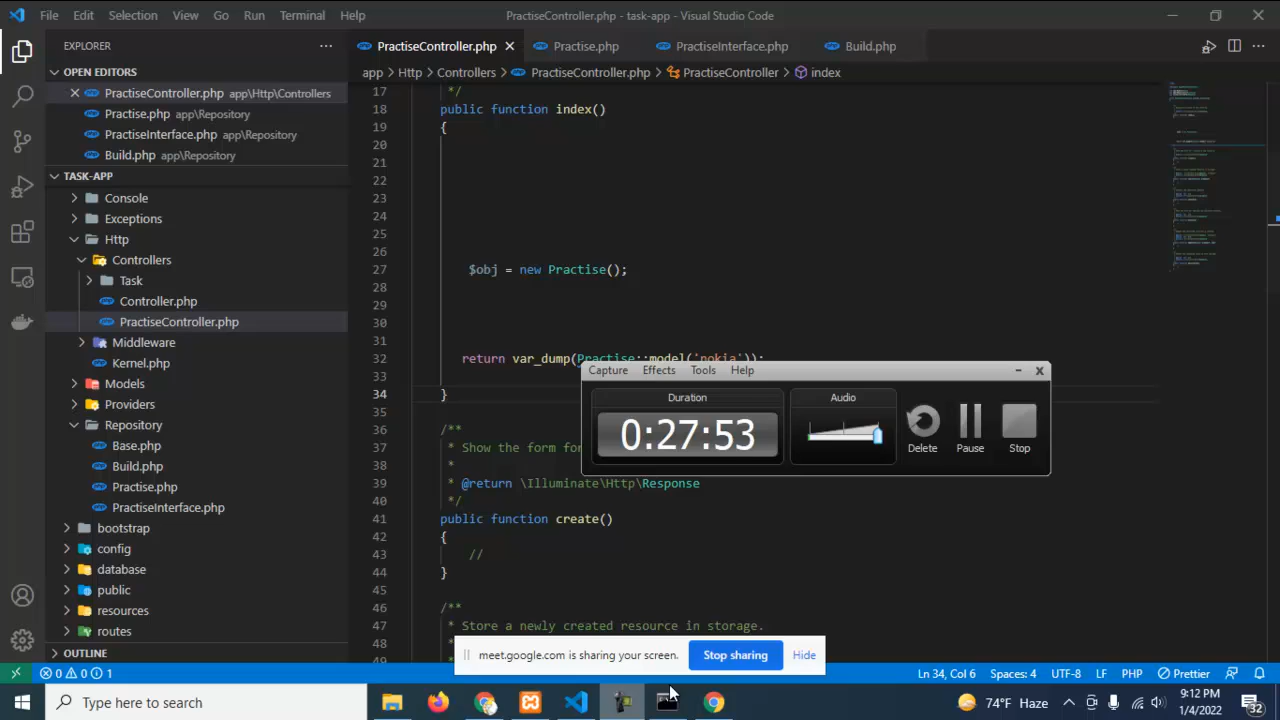 File Edit Selection View Go Run Terminal Help PractiseController.php - task-app - Visual Studio Code
EXPLORER
PractiseController.php Practise.php PractiseInterface.php Build.php
app > Http > Controllers > PractiseController.php > PractiseController > index
OPEN EDITORS
PractiseController.php app\Http\Controllers
Practise.php app\Repository
PractiseInterface.php app\Repository
Build.php app\Repository
TASK-APP
Console
Exceptions
Http
Controllers
Task
Controller.php
PractiseController.php
Middleware
Kernel.php
Models
Providers
Repository
Base.php
Build.php
Practise.php
PractiseInterface.php
bootstrap
config
database
public
resources
routes
OUTLINE
17 */
18 public function index()
19 {
20
21
22
23
24
25
26
27 $obj = new Practise();
28
29
30
31
32 return var_dump(Practise::model('nokia'));
33
34 }
35
36 /**
37 * Show the form for
38 *
39 * @return \Illuminate\Http\Response
40 */
41 public function create()
42 {
43 //
44 }
45
46 /**
47 * Store a newly created resource in storage.
48 *
49
Capture Effects Tools Help
Duration
0:27:53
Audio
Delete Pause Stop
meet.google.com is sharing your screen. Stop sharing Hide
0 0 1 Ln 34, Col 6 Spaces: 4 UTF-8 LF PHP Prettier
Type here to search
74°F Haze
9:12 PM
1/4/2022
32